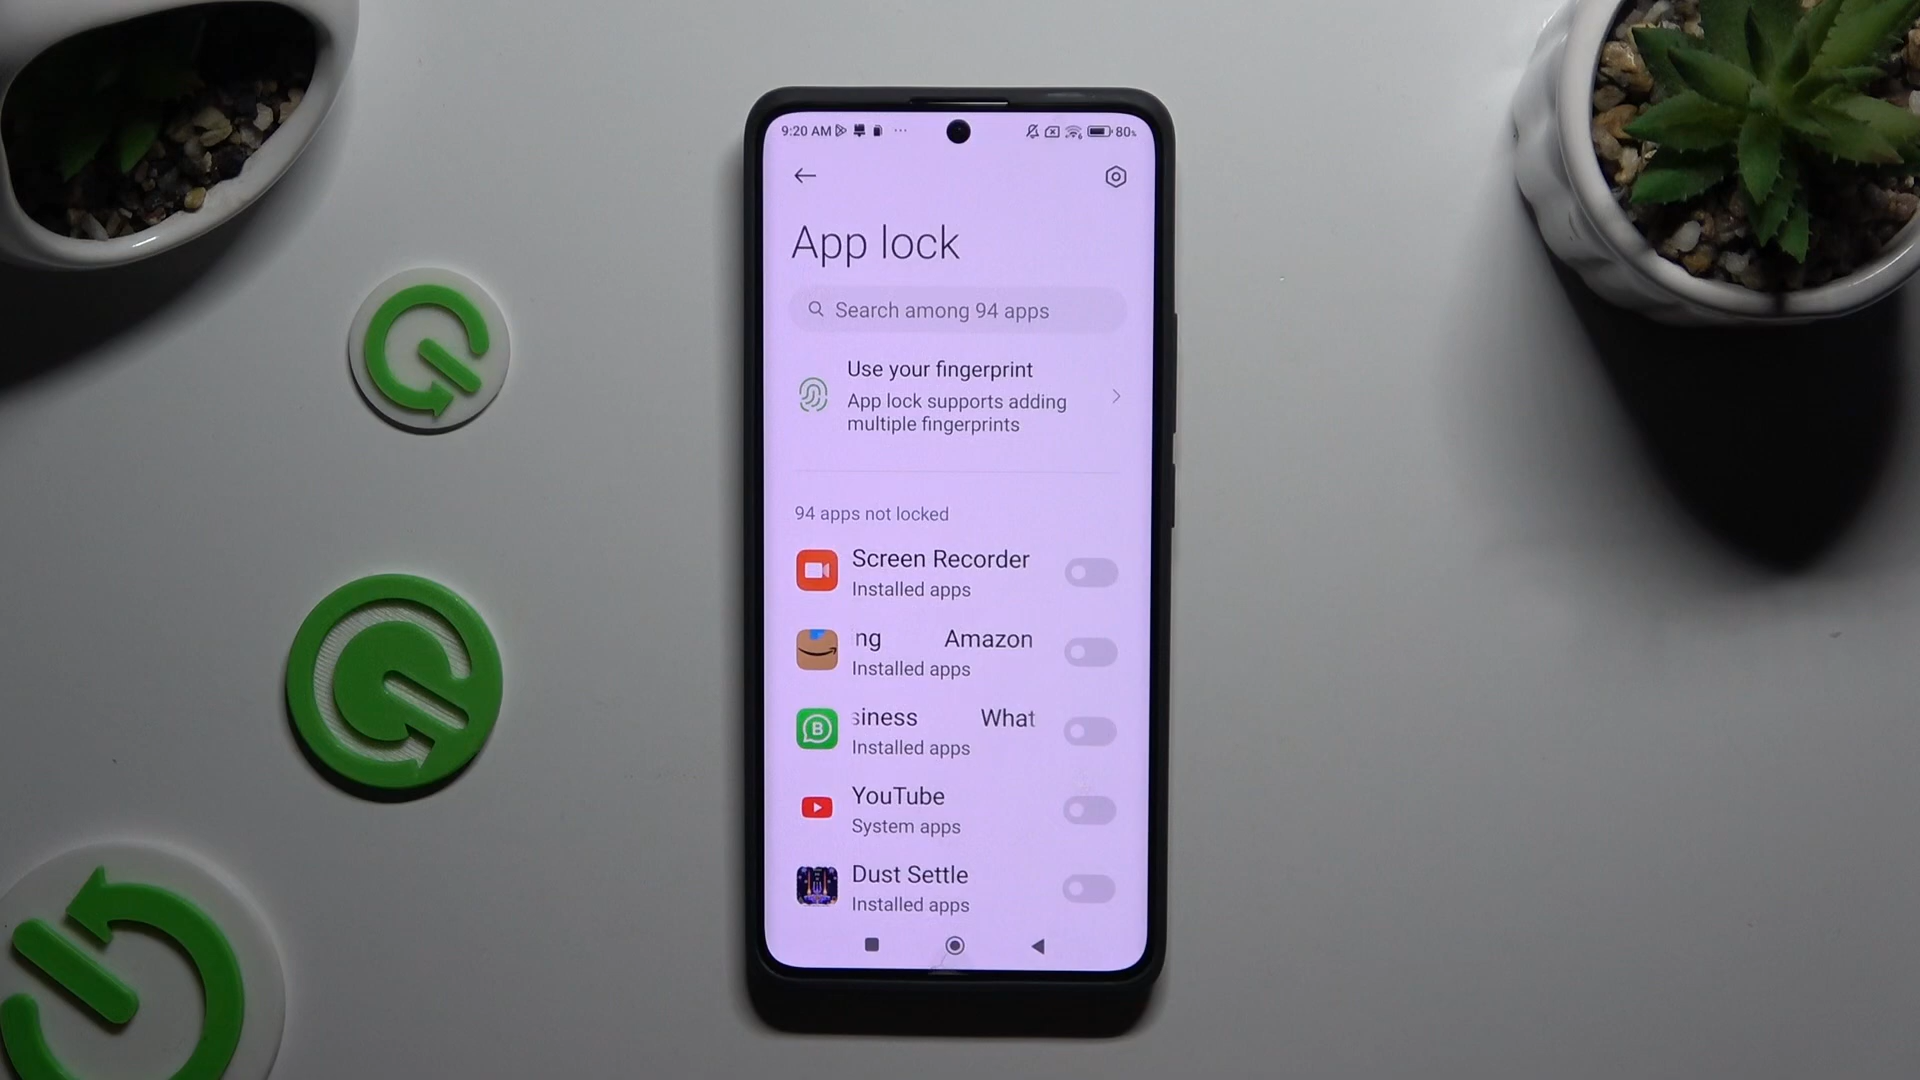 9:20 AM 80%
App lock
Search among 94 apps
Use your fingerprint
App lock supports adding
multiple fingerprints
94 apps not locked
Screen Recorder
Installed apps
ng Amazon
Installed apps
siness What
Installed apps
B
YouTube
System apps
Dust Settle
Installed apps